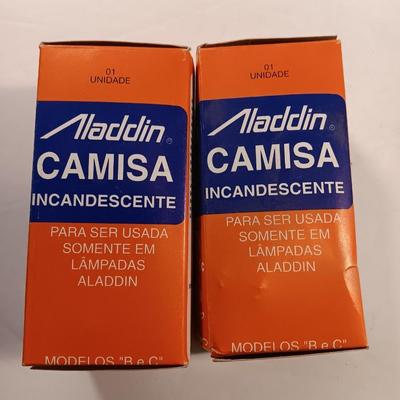 01
UNIDADE
Aladdin®
CAMISA
INCANDESCENTE
PARA SER USADA
SOMENTE EM
LÂMPADAS
ALADDIN
MODELOS "B e C"
01
UNIDADE
Aladdin®
CAMISA
INCANDESCENTE
PARA SER USADA
SOMENTE EM
LÂMPADAS
ALADDIN
MODELOS "B e C"